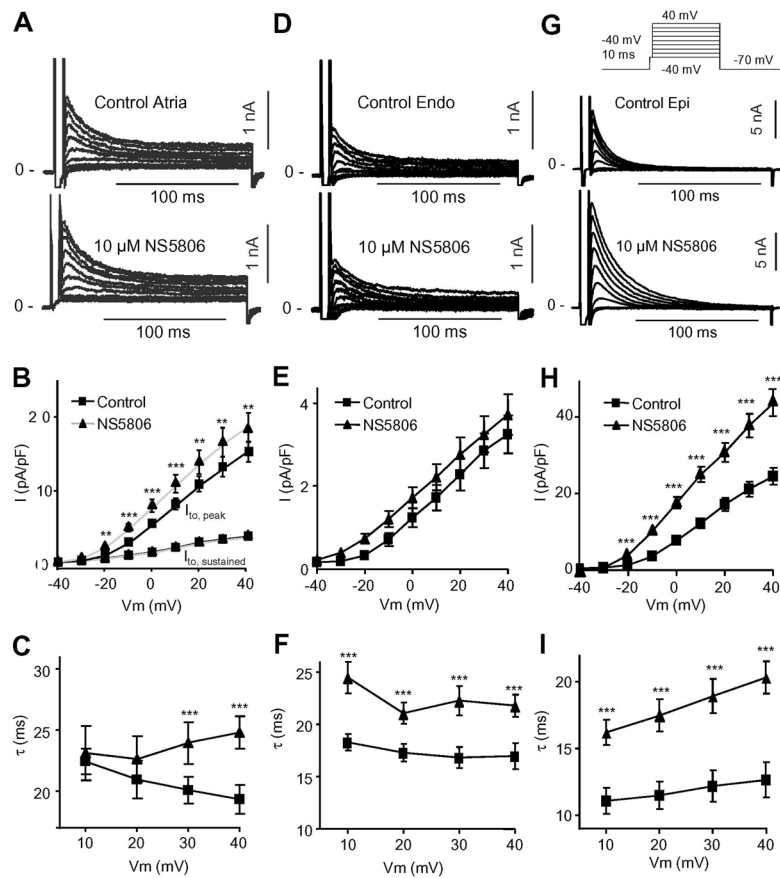 A
Control Atria
1 nA
0 -
100 ms
10 µM NS5806
1 nA
0 -
100 ms
D
Control Endo
1 nA
0 -
100 ms
10 µM NS5806
1 nA
0 -
100 ms
G
40 mV
-40 mV
10 ms
-40 mV
-70 mV
Control Epi
5 nA
0 -
100 ms
10 µM NS5806
5 nA
0 -
100 ms
B
Control
NS5806
I (pA/pF)
2 0
10
0
** *** *** *** ** ** **
Ito, peak
Ito, sustained
-40 -20 0 20 40
Vm (mV)
E
Control
NS5806
I (pA/pF)
4
2
0
-40 -20 0 20 40
Vm (mV)
H
Control
NS5806
I (pA/pF)
40
20
0
*** *** *** *** *** *** ***
-40 -20 0 20 40
Vm (mV)
C
τ (ms)
30
25
20
*** ***
10 20 30 40
Vm (mV)
F
τ (ms)
25
20
15
10
*** *** *** ***
10 20 30 40
Vm (mV)
I
τ (ms)
20
15
10
*** *** *** ***
10 20 30 40
Vm (mV)